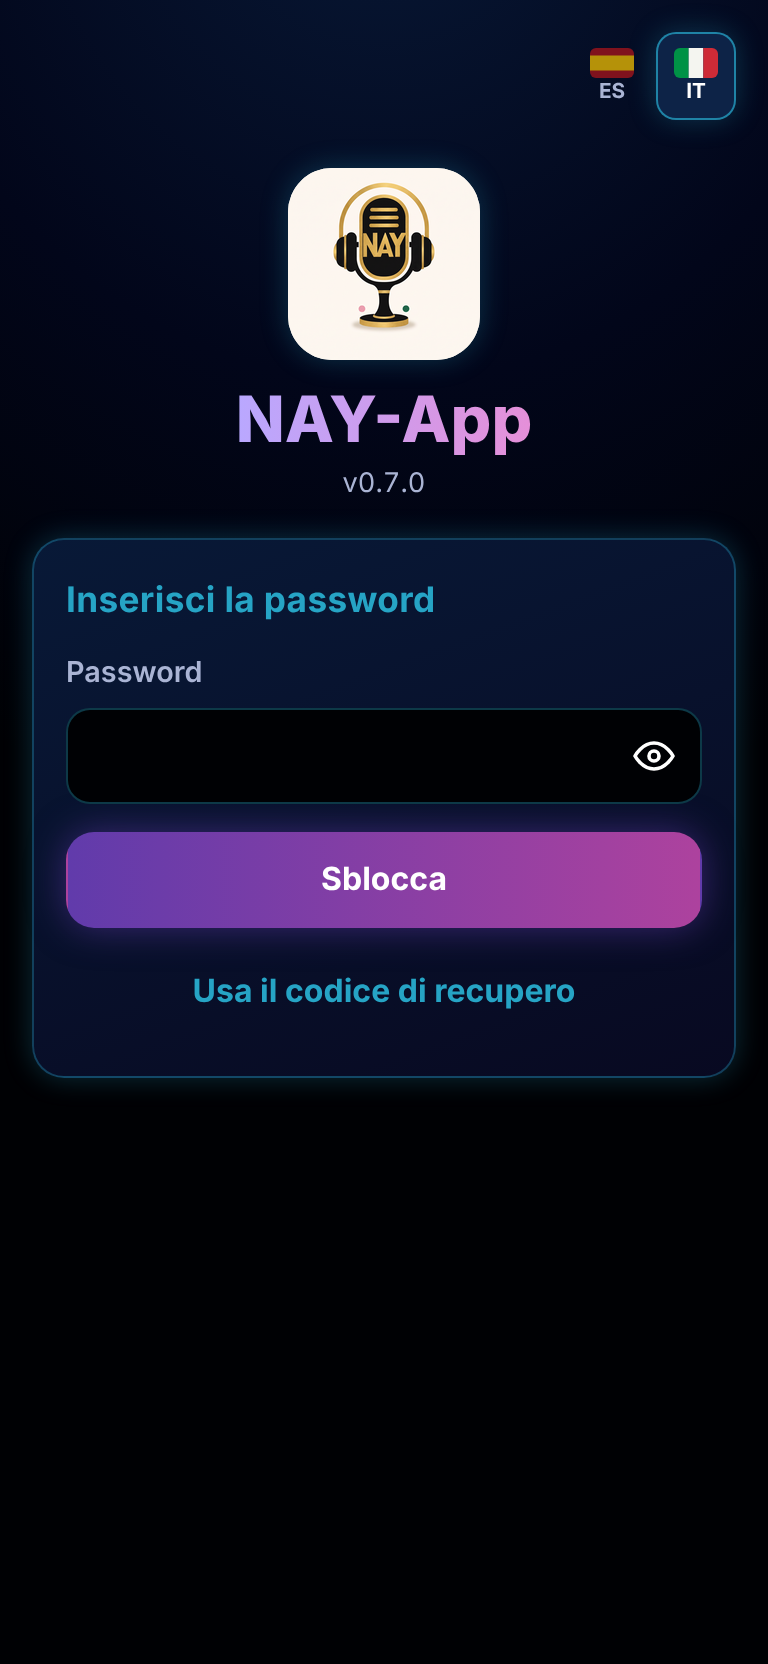 ES
IT
NAY
NAY-App
v0.7.0
Inserisci la password
Password
Sblocca
Usa il codice di recupero